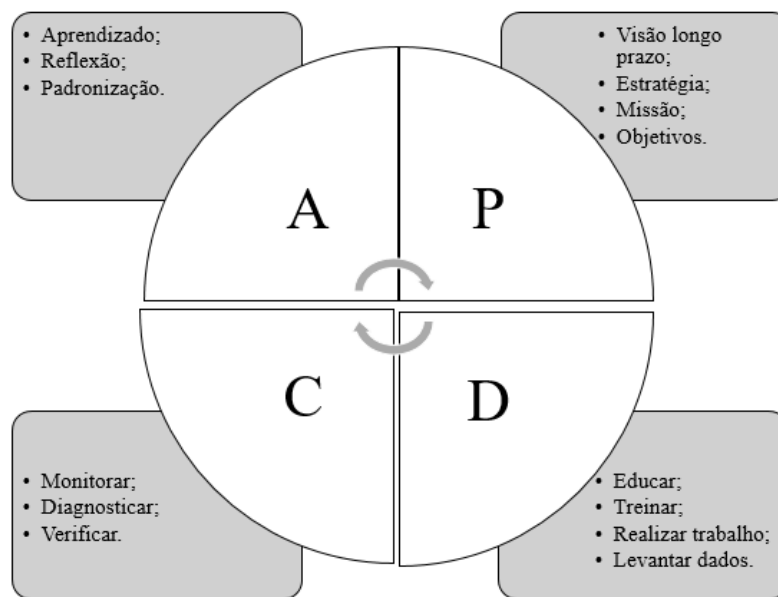 • Aprendizado;
• Reflexão;
• Padronização.
• Visão longo
prazo;
• Estratégia;
• Missão;
• Objetivos.
A
P
C
D
• Monitorar;
• Diagnosticar;
• Verificar.
• Educar;
• Treinar;
• Realizar trabalho;
• Levantar dados.